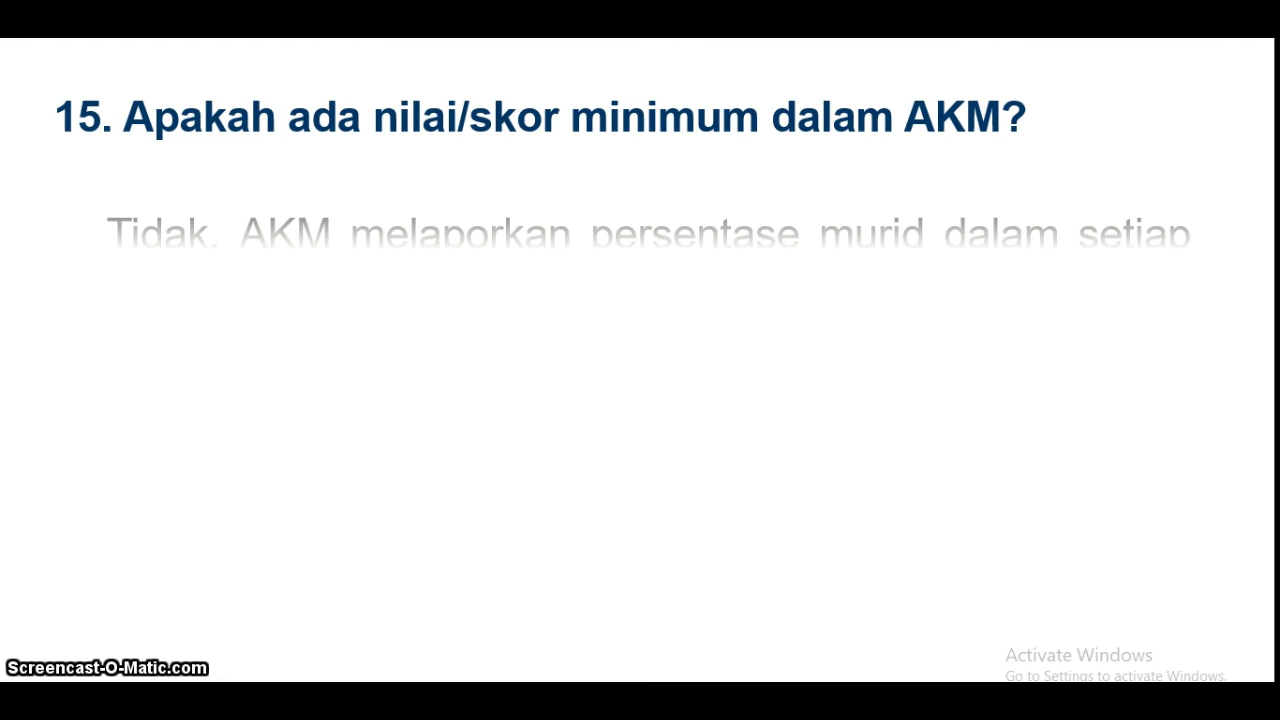 15. Apakah ada nilai/skor minimum dalam AKM?
Tidak. AKM melaporkan persentase murid dalam setiap
Activate Windows
Go to Settings to activate Windows.
Screencast-O-Matic.com